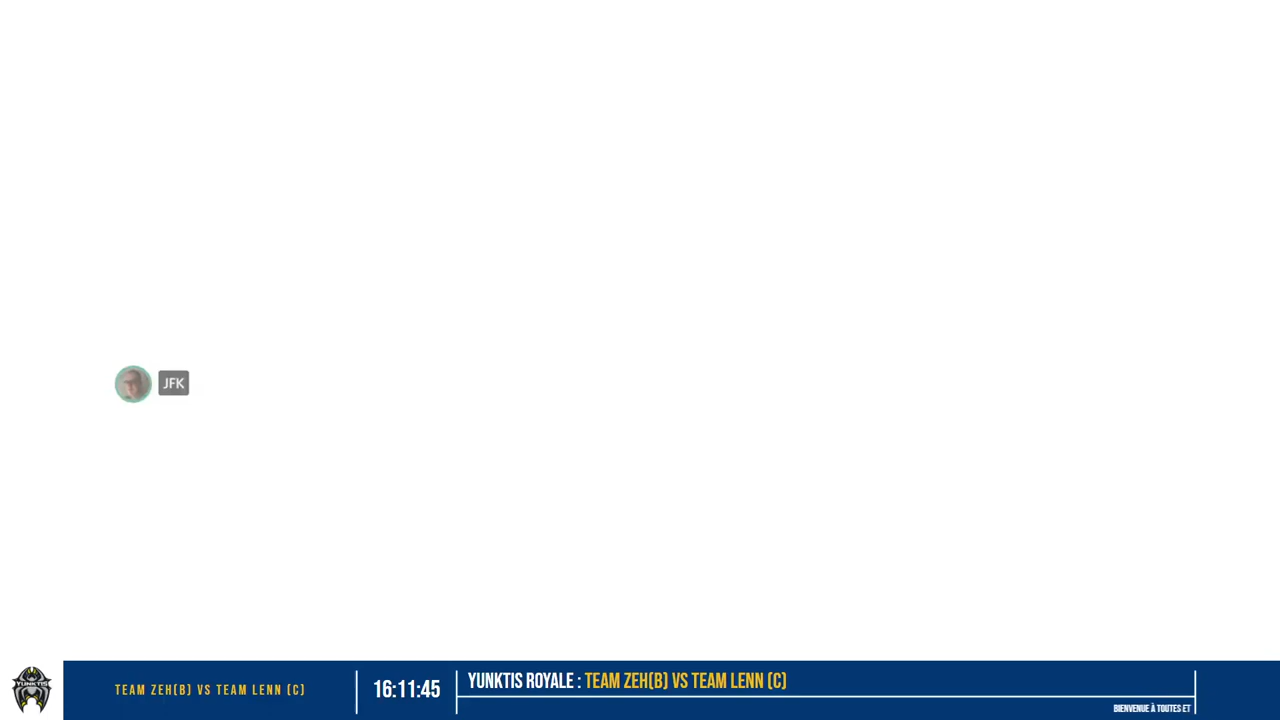 JFK
YUNKTIS
TEAM ZEH(B) VS TEAM LENN (C)
16:11:45
YUNKTIS ROYALE : TEAM ZEH(B) VS TEAM LENN (C)
BIENVENUE À TOUTES ET